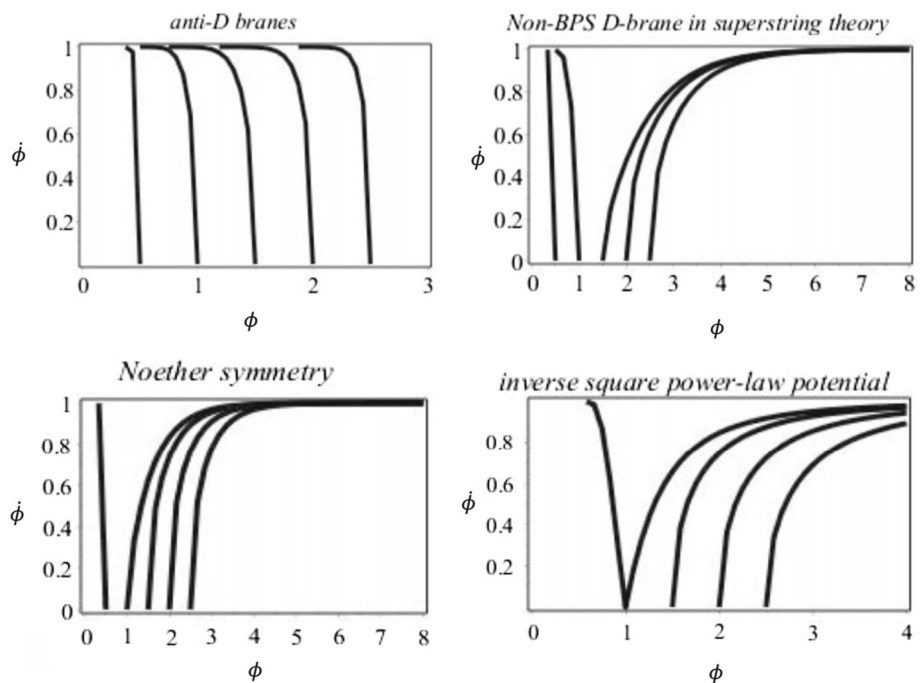 anti-D branes
1
0.8
0.6
0.4
0.2
0 1 2 3
ϕ̇
ϕ
Non-BPS D-brane in superstring theory
1
0.8
0.6
0.4
0.2
0
0 1 2 3 4 5 6 7 8
ϕ̇
ϕ
Noether symmetry
1
0.8
0.6
0.4
0.2
0
0 1 2 3 4 5 6 7 8
ϕ̇
ϕ
inverse square power-law potential
0.8
0.6
0.4
0.2
0 1 2 3 4
ϕ̇
ϕ